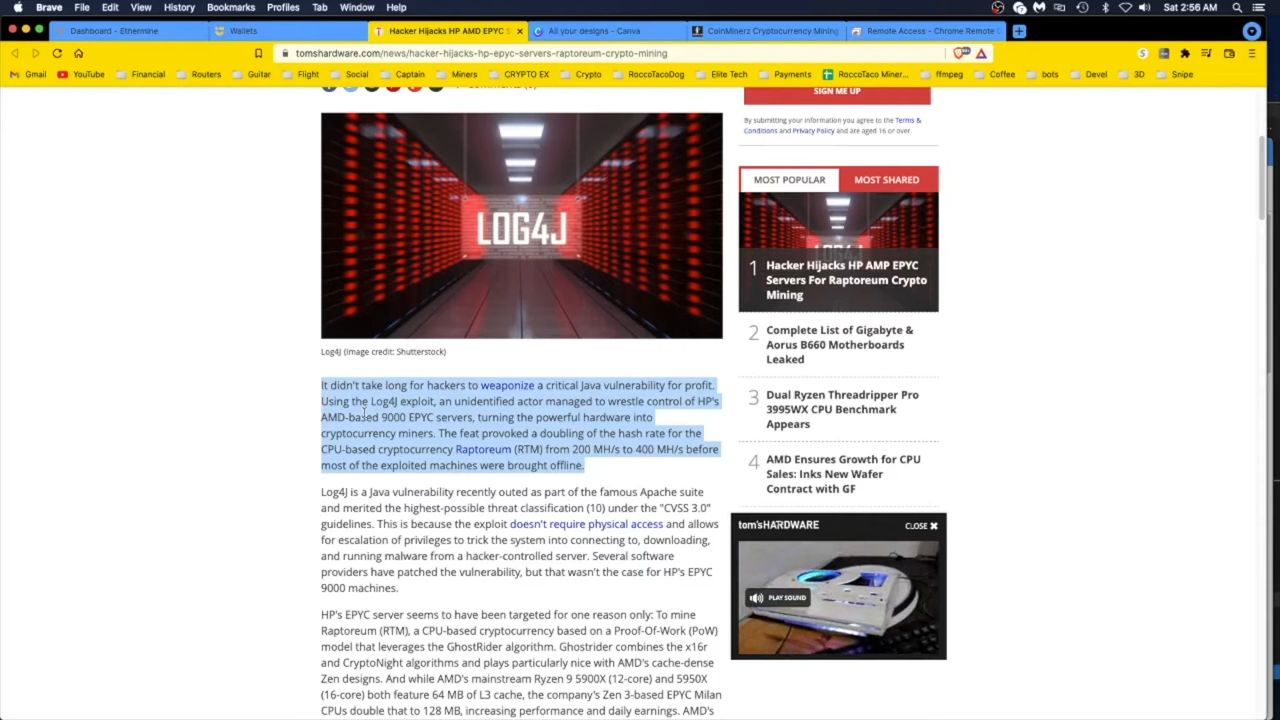 Brave File Edit View History Bookmarks Profiles Tab Window Help Sat 2:56 AM
Dashboard - Ethermine Wallets Hacker Hijacks HP AMD EPYC S All your designs - Canva CoinMinerz Cryptocurrency Mining Remote Access - Chrome Remote D
tomshardware.com/news/hacker-hijacks-hp-epyc-servers-raptoreum-crypto-mining
Gmail YouTube Financial Routers Guitar Flight Social Captain Miners CRYPTO EX Crypto RoccoTacoDog Elite Tech Payments RoccoTaco Miner... ffmpeg Coffee bots Devel 3D Snipe
SIGN ME UP
By submitting your information you agree to the Terms &
Conditions and Privacy Policy and are aged 16 or over.
LOG4J
Log4J (Image credit: Shutterstock)
It didn't take long for hackers to weaponize a critical Java vulnerability for profit.
Using the Log4J exploit, an unidentified actor managed to wrestle control of HP's
AMD-based 9000 EPYC servers, turning the powerful hardware into
cryptocurrency miners. The feat provoked a doubling of the hash rate for the
CPU-based cryptocurrency Raptoreum (RTM) from 200 MH/s to 400 MH/s before
most of the exploited machines were brought offline.
Log4J is a Java vulnerability recently outed as part of the famous Apache suite
and merited the highest-possible threat classification (10) under the "CVSS 3.0"
guidelines. This is because the exploit doesn't require physical access and allows
for escalation of privileges to trick the system into connecting to, downloading,
and running malware from a hacker-controlled server. Several software
providers have patched the vulnerability, but that wasn't the case for HP's EPYC
9000 machines.
HP's EPYC server seems to have been targeted for one reason only: To mine
Raptoreum (RTM), a CPU-based cryptocurrency based on a Proof-Of-Work (PoW)
model that leverages the GhostRider algorithm. Ghostrider combines the x16r
and CryptoNight algorithms and plays particularly nice with AMD's cache-dense
Zen designs. And while AMD's mainstream Ryzen 9 5900X (12-core) and 5950X
(16-core) both feature 64 MB of L3 cache, the company's Zen 3-based EPYC Milan
CPUs double that to 128 MB, increasing performance and daily earnings. AMD's
MOST POPULAR MOST SHARED
1 Hacker Hijacks HP AMP EPYC
Servers For Raptoreum Crypto
Mining
2 Complete List of Gigabyte &
Aorus B660 Motherboards
Leaked
3 Dual Ryzen Threadripper Pro
3995WX CPU Benchmark
Appears
4 AMD Ensures Growth for CPU
Sales: Inks New Wafer
Contract with GF
tom'sHARDWARE CLOSE
PLAY SOUND